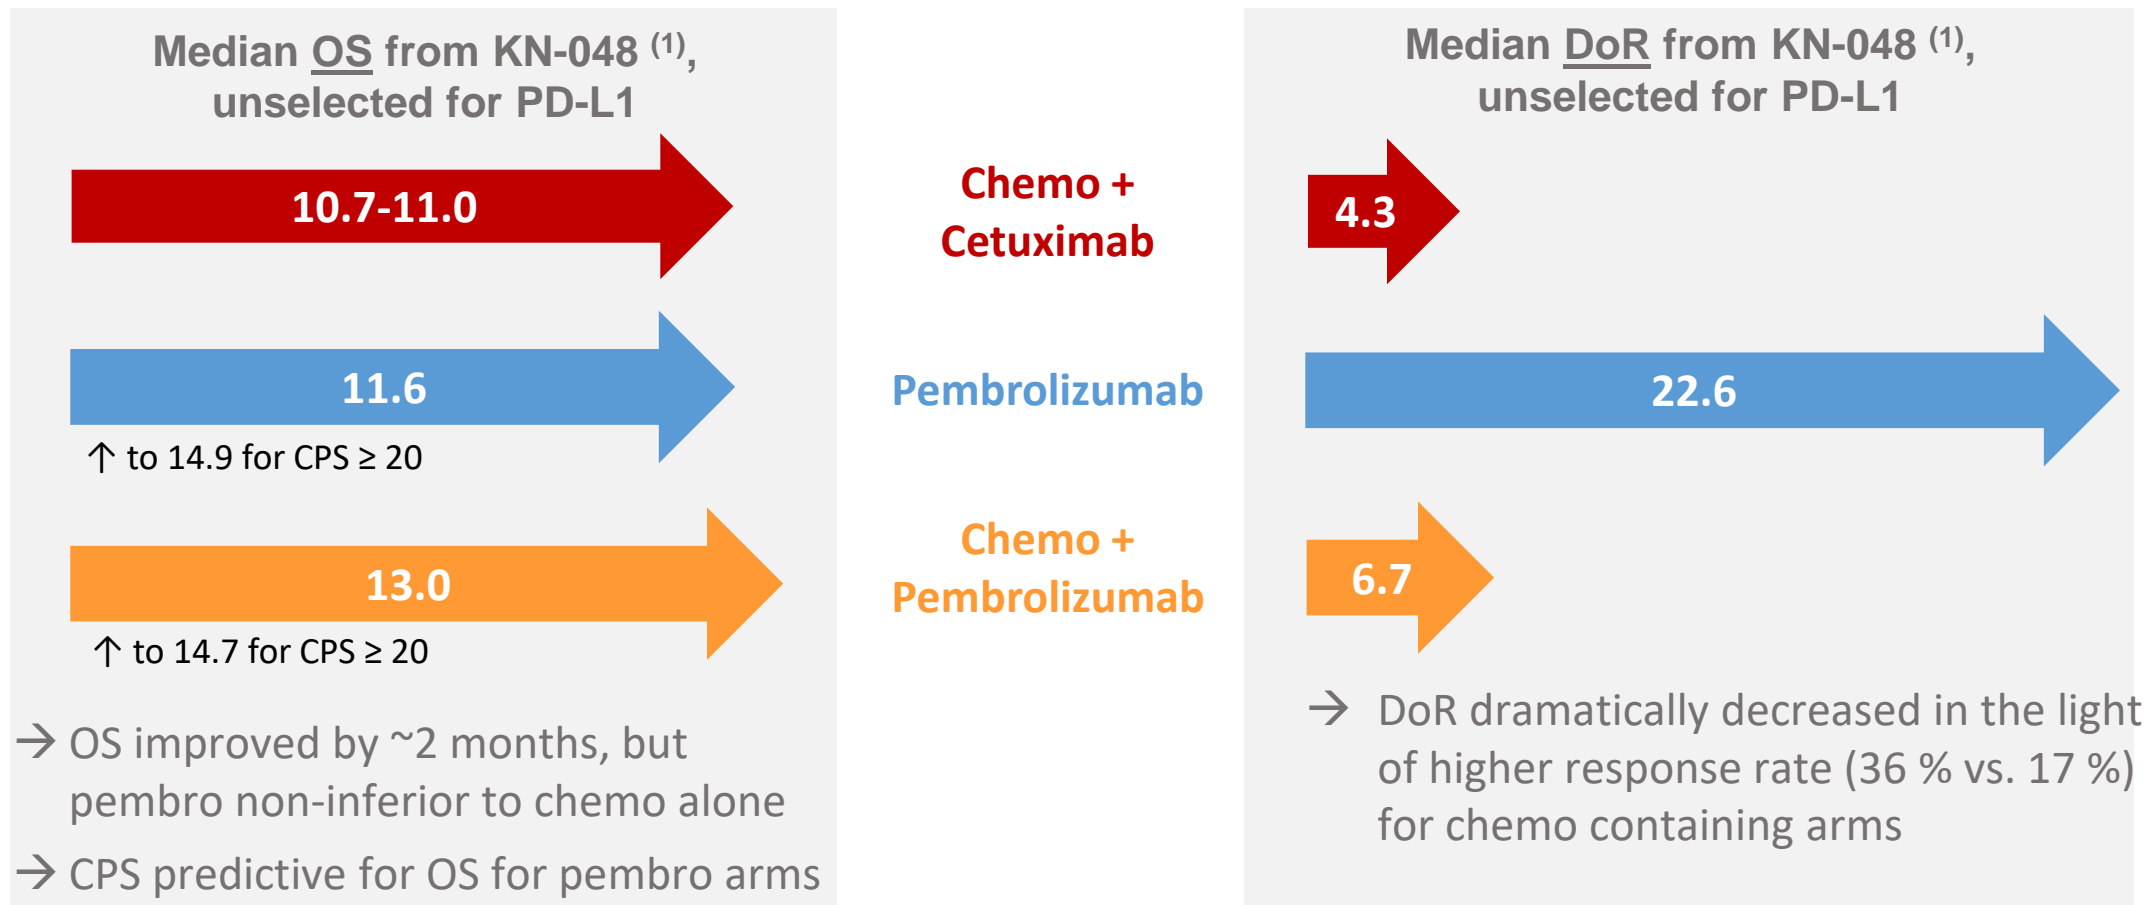 Median OS from KN-048 (1),
unselected for PD-L1
10.7-11.0
11.6
↑ to 14.9 for CPS ≥ 20
13.0
↑ to 14.7 for CPS ≥ 20
→ OS improved by ~2 months, but
pembro non-inferior to chemo alone
→ CPS predictive for OS for pembro arms
Chemo +
Cetuximab
Pembrolizumab
Chemo +
Pembrolizumab
Median DoR from KN-048 (1),
unselected for PD-L1
4.3
22.6
6.7
→ DoR dramatically decreased in the light
of higher response rate (36 % vs. 17 %)
for chemo containing arms